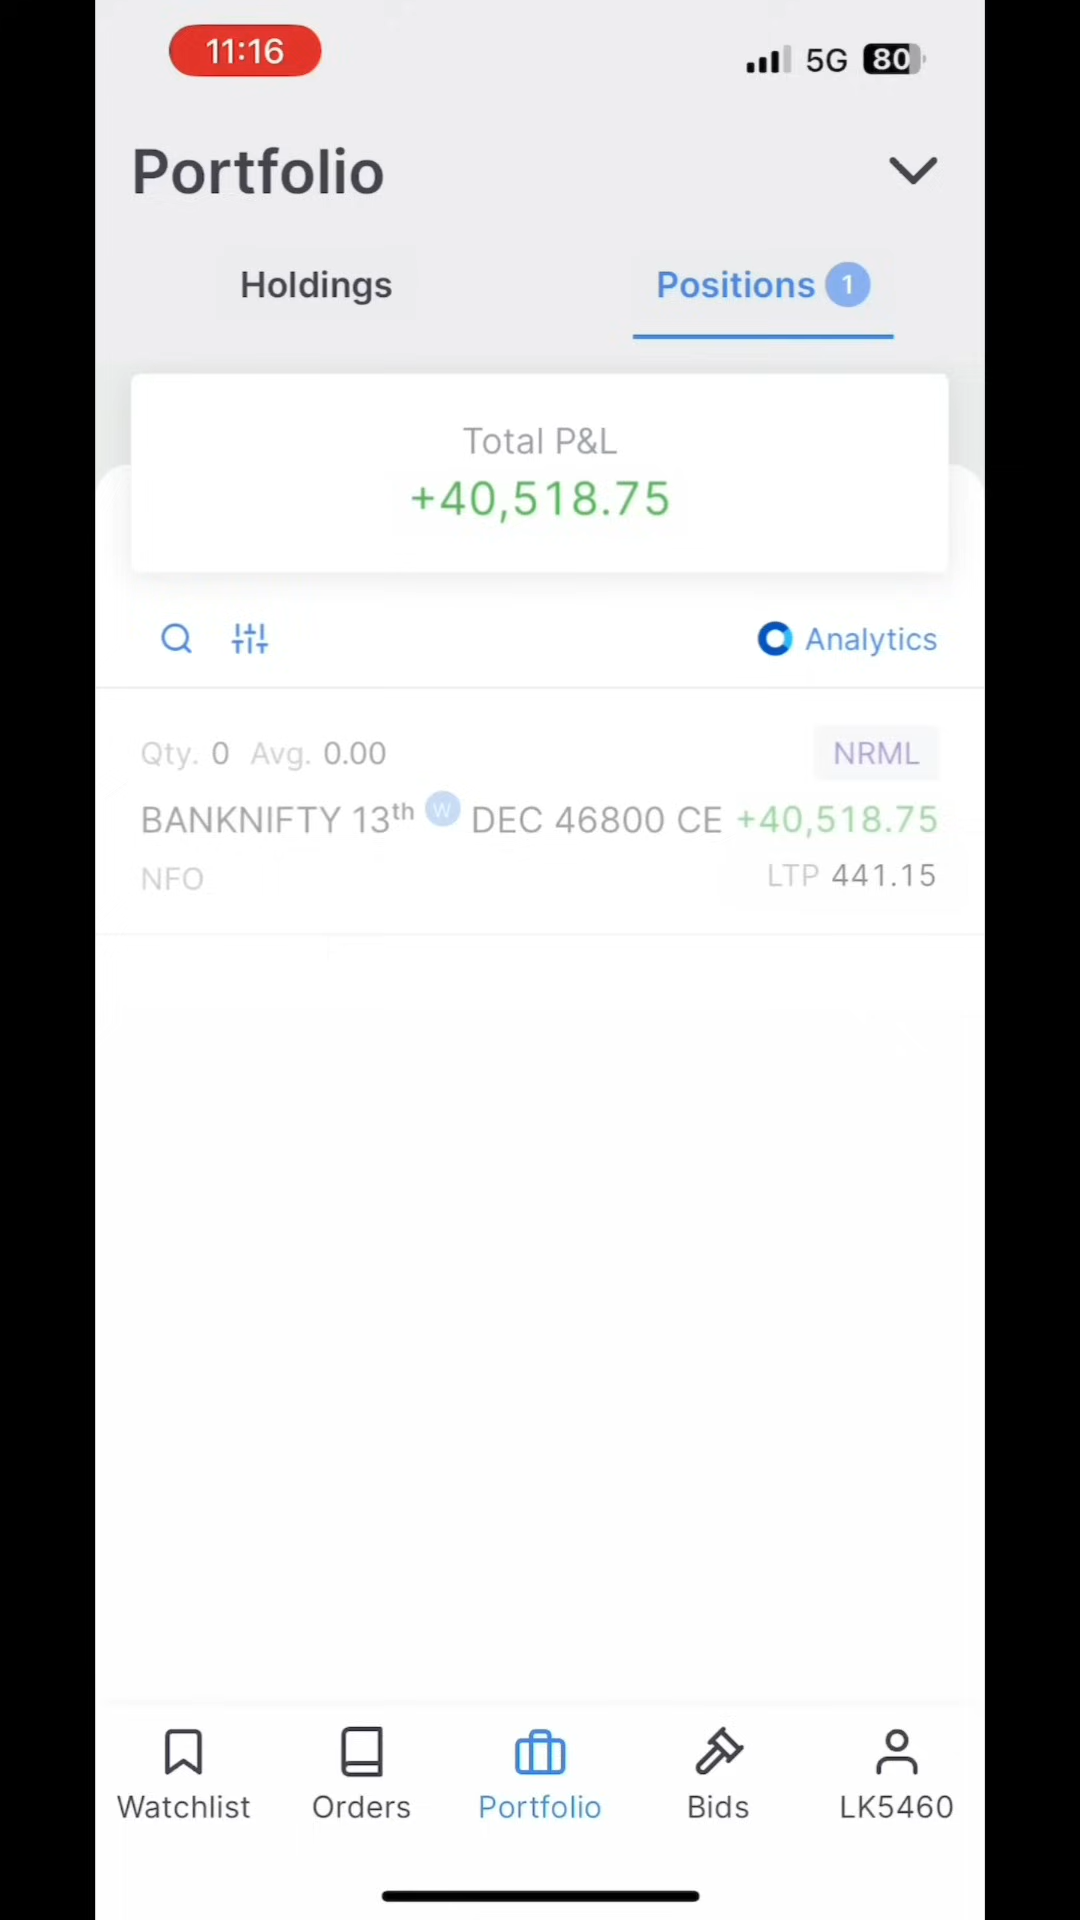 11:16 5G 80
Portfolio
Holdings Positions 1
Total P&L
+40,518.75
Analytics
Qty. 0 Avg. 0.00 NRML
BANKNIFTY 13th W DEC 46800 CE +40,518.75
NFO LTP 441.15
Watchlist Orders Portfolio Bids LK5460